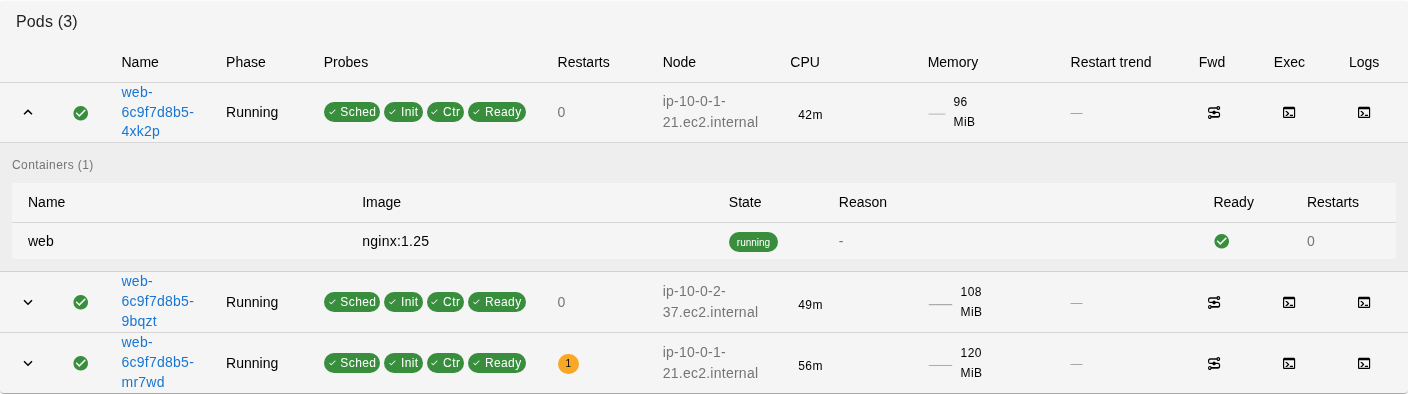 Pods (3)
Name Phase Probes Restarts Node CPU Memory Restart trend Fwd Exec Logs
web-
6c9f7d8b5-
4xk2p
Running Sched Init Ctr Ready 0
ip-10-0-1-
21.ec2.internal
42m
96
MiB
—
Containers (1)
Name Image State Reason Ready Restarts
web nginx:1.25 running - 0
web-
6c9f7d8b5-
9bqzt
Running Sched Init Ctr Ready 0
ip-10-0-2-
37.ec2.internal
49m
108
MiB
—
web-
6c9f7d8b5-
mr7wd
Running Sched Init Ctr Ready 1
ip-10-0-1-
21.ec2.internal
56m
120
MiB
—